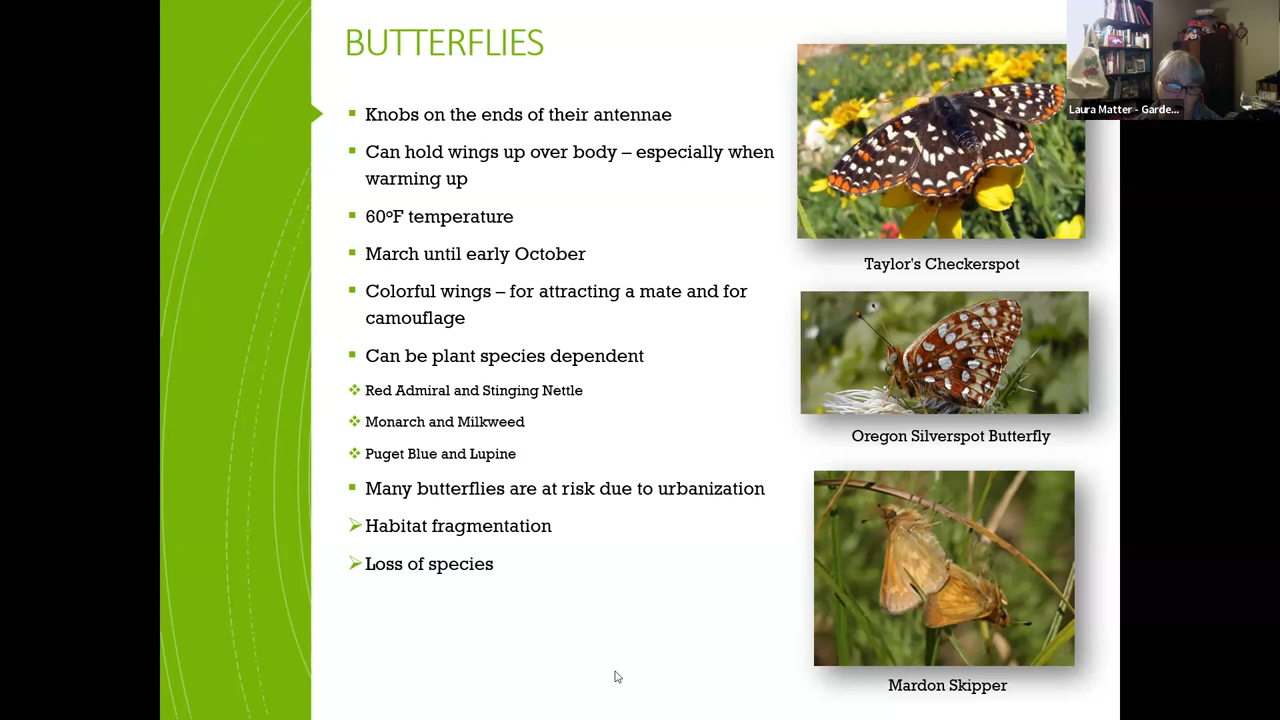 BUTTERFLIES
Knobs on the ends of their antennae
Can hold wings up over body – especially when
warming up
60ºF temperature
March until early October
Colorful wings – for attracting a mate and for
camouflage
Can be plant species dependent
Red Admiral and Stinging Nettle
Monarch and Milkweed
Puget Blue and Lupine
Many butterflies are at risk due to urbanization
Habitat fragmentation
Loss of species
Taylor's Checkerspot
Oregon Silverspot Butterfly
Mardon Skipper
Laura Matter - Garde...